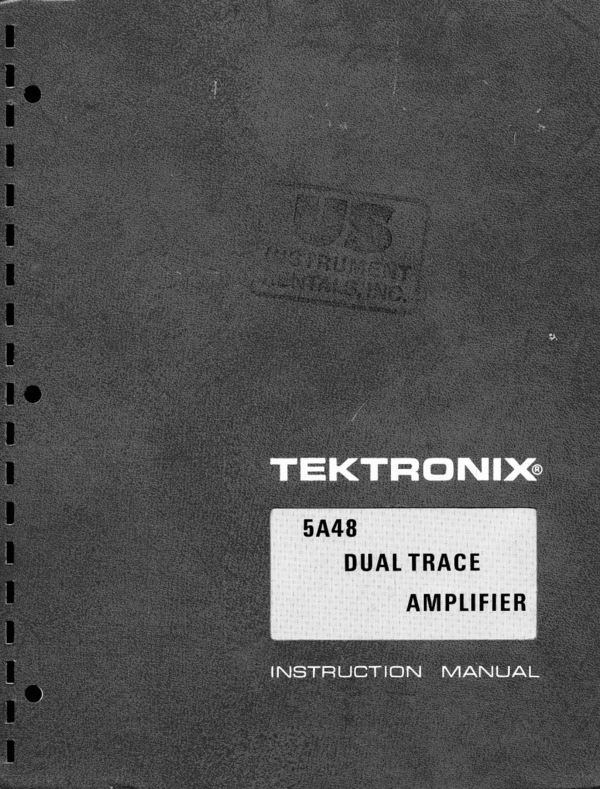 US
INSTRUMENT
RENTALS, INC.
TEKTRONIX®
5A48
DUAL TRACE
AMPLIFIER
INSTRUCTION MANUAL